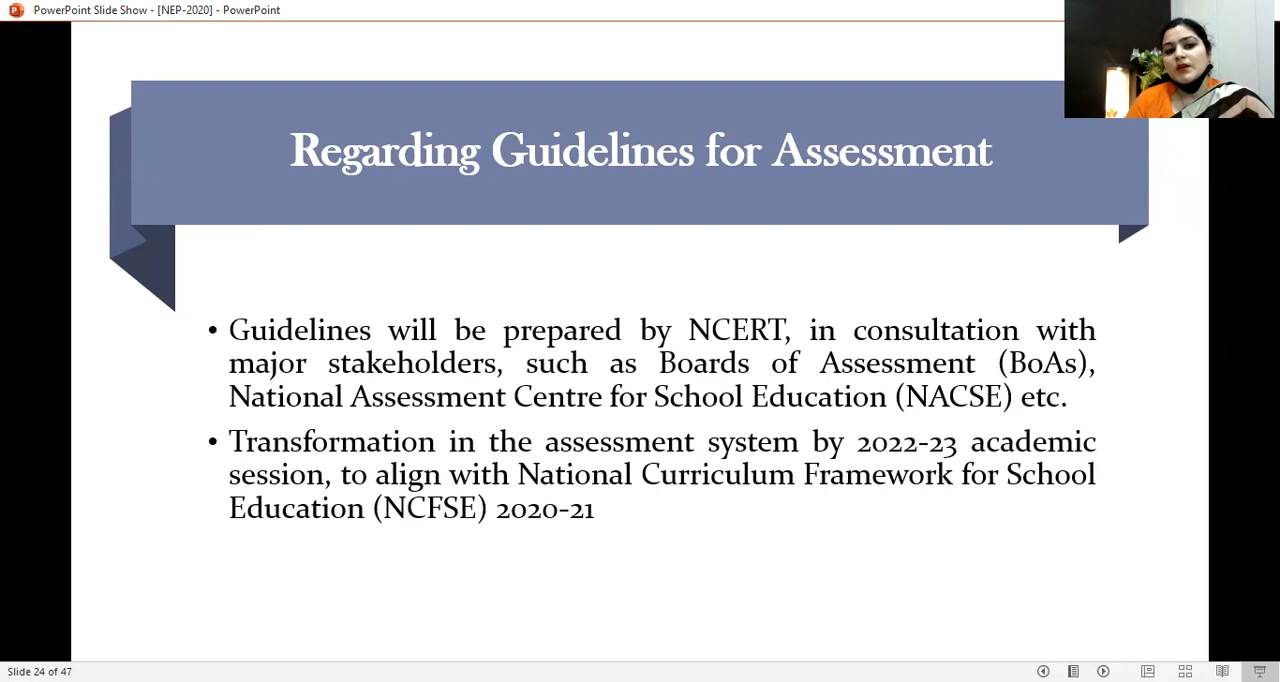 PowerPoint Slide Show - [NEP-2020] - PowerPoint
Regarding Guidelines for Assessment
• Guidelines will be prepared by NCERT, in consultation with
major stakeholders, such as Boards of Assessment (BoAs),
National Assessment Centre for School Education (NACSE) etc.
• Transformation in the assessment system by 2022-23 academic
session, to align with National Curriculum Framework for School
Education (NCFSE) 2020-21
Slide 24 of 47